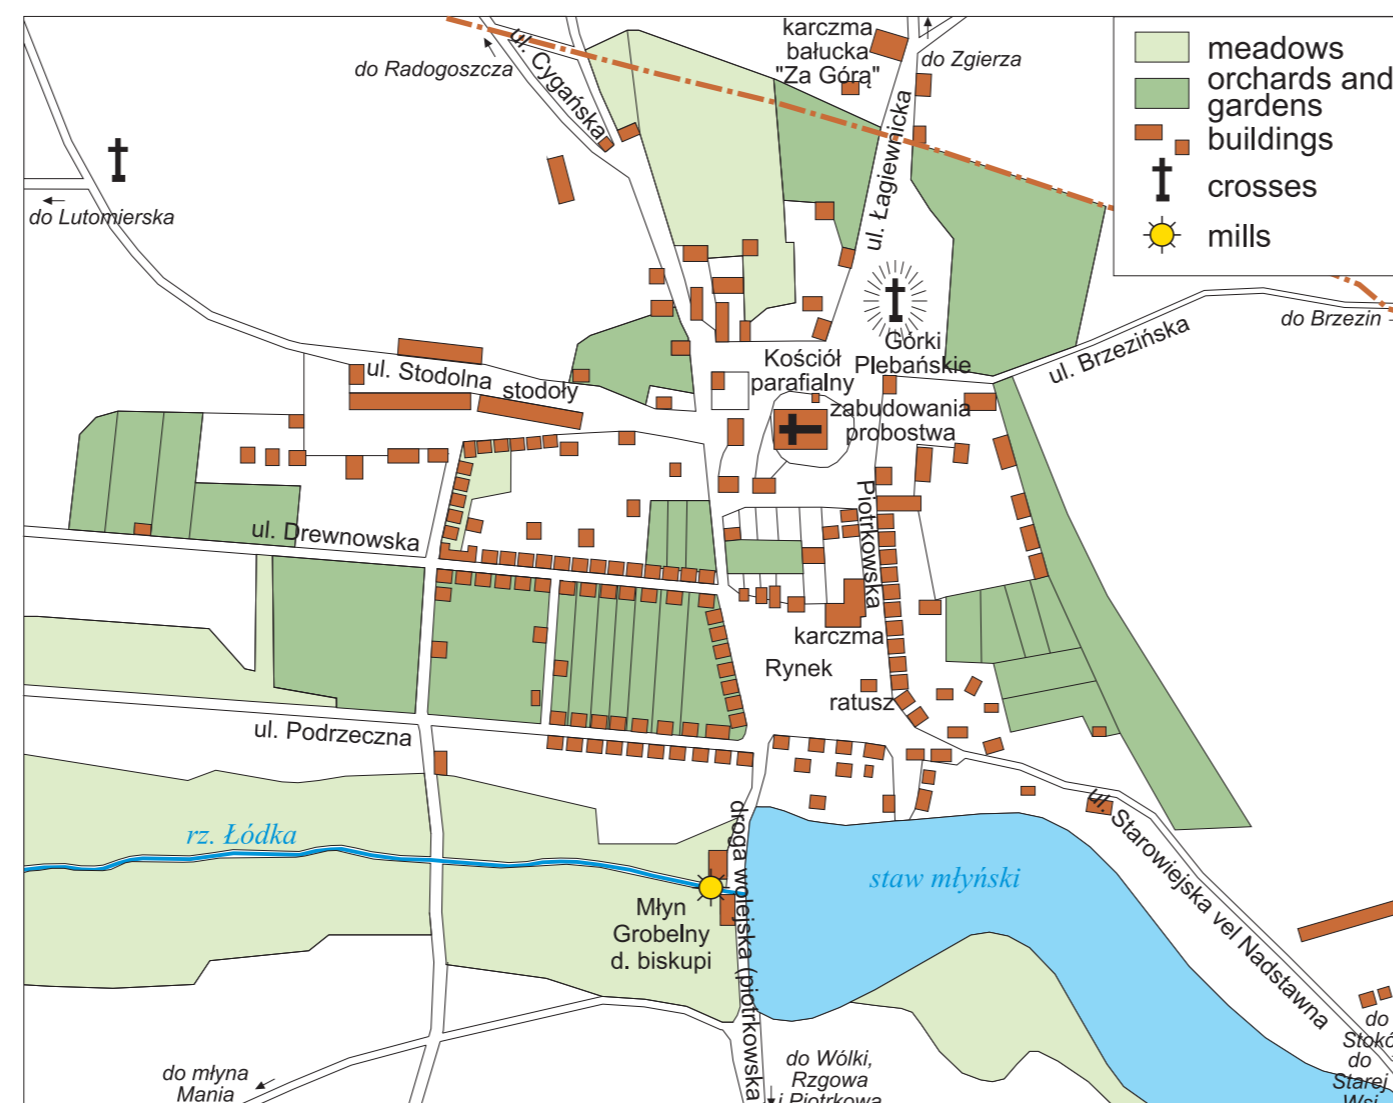 karczma
bałucka
"Za Górą"
do Zgierza
ul. Cygańska
do Radogoszcza
meadows
orchards and
gardens
buildings
crosses
mills
ul. Łagiewnicka
do Lutomierska
do Brzezin
ul. Brzezińska
Górki
Plebańskie
Kościół
parafialny
zabudowania
probostwa
ul. Stodolna
stodoły
ul. Drewnowska
Piotrkowska
karczma
Rynek
ratusz
ul. Podrzeczna
rz. Łódka
droga wolejska (piotrkowska
staw młyński
ul. Starowiejska vel Nadstawna
Młyn
Grobelny
d. biskupi
do młyna
Mania
do Wólki,
Rzgowa
i Piotrkowa
do
do
Starej
Wsi